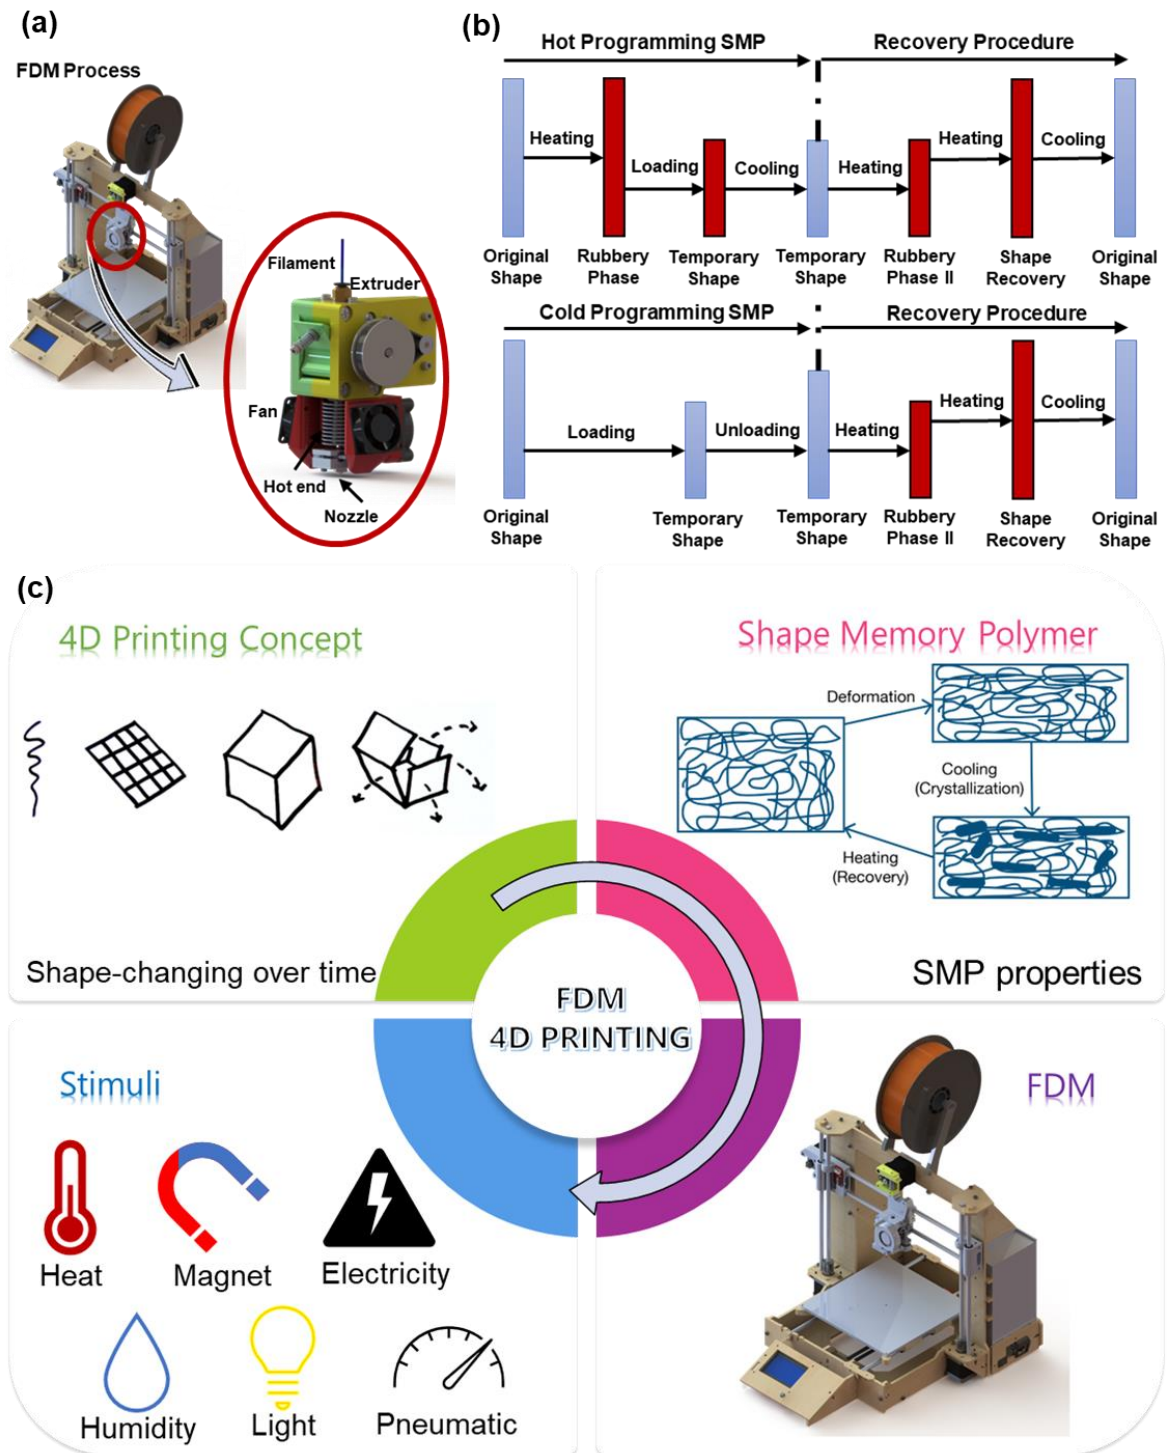 (a)
FDM Process
Filament
Extruder
Fan
Hot end
Nozzle
(b)
Hot Programming SMP
Recovery Procedure
Heating
Loading
Cooling
Heating
Heating
Cooling
Original
Shape
Rubbery
Phase
Temporary
Shape
Temporary
Shape
Rubbery
Phase II
Shape
Recovery
Original
Shape
Cold Programming SMP
Recovery Procedure
Loading
Unloading
Heating
Heating
Cooling
Original
Shape
Temporary
Shape
Temporary
Shape
Rubbery
Phase II
Shape
Recovery
Original
Shape
(c)
4D Printing Concept
Shape-changing over time
Shape Memory Polymer
Deformation
Cooling
(Crystallization)
Heating
(Recovery)
SMP properties
FDM
4D PRINTING
Stimuli
Heat
Magnet
Electricity
Humidity
Light
Pneumatic
FDM